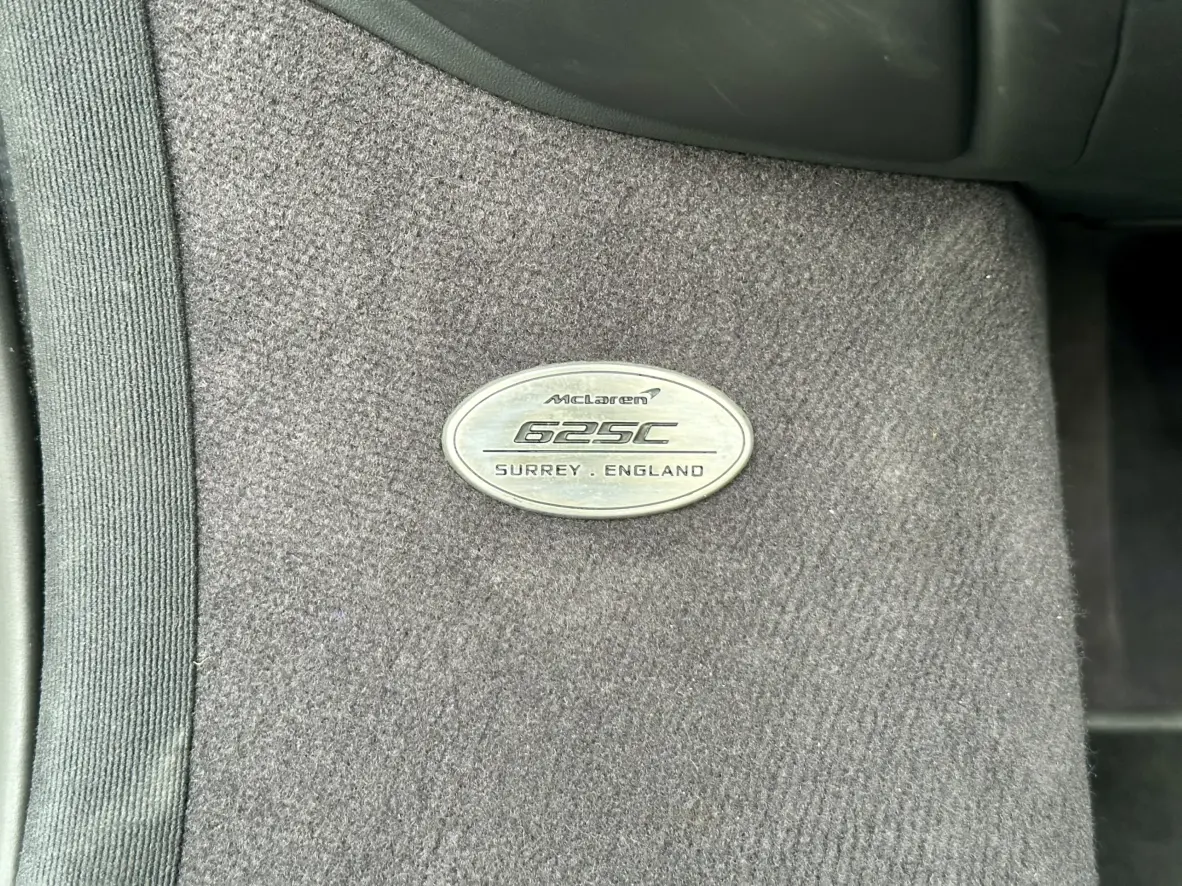 McLaren
625C
SURREY . ENGLAND